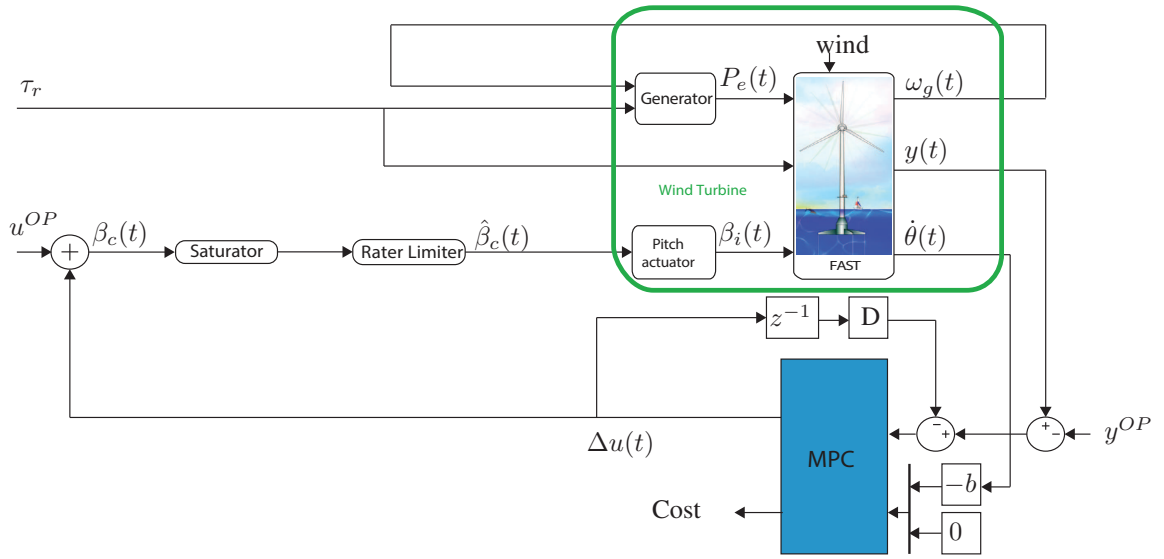 wind
τ_r
Generator
P_e(t)
ω_g(t)
y(t)
Wind Turbine
u^{OP}
+
β_c(t)
Saturator
Rater Limiter
β̂_c(t)
Pitch
actuator
β_i(t)
θ̇(t)
FAST
z^{-1}
D
Δu(t)
MPC
- +
+ -
y^{OP}
-b
0
Cost